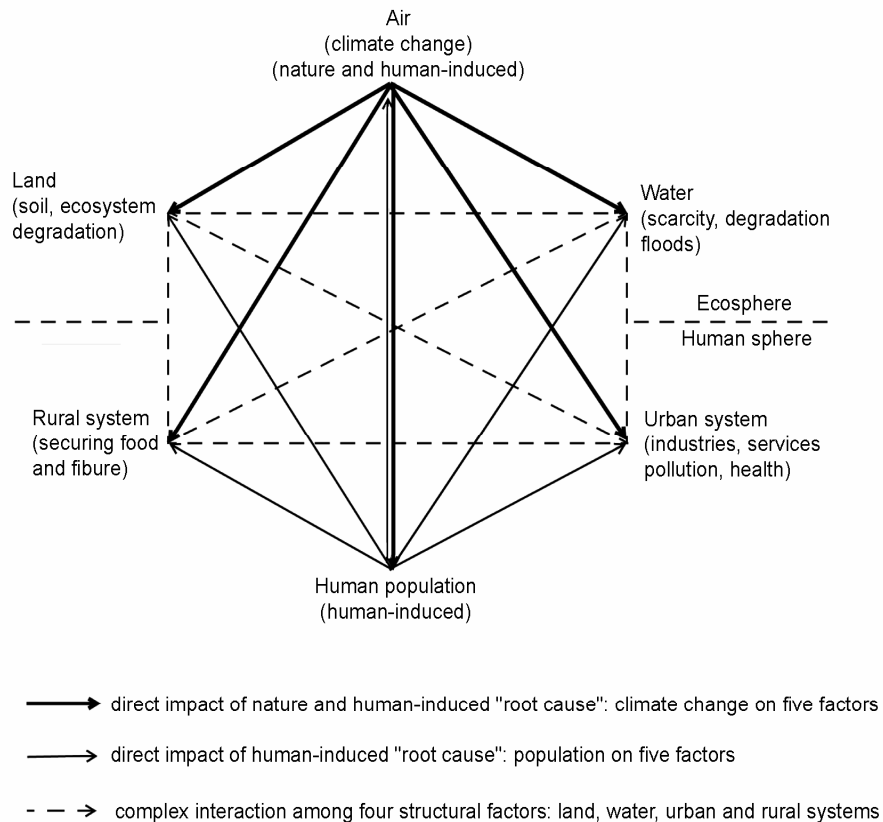 Air
(climate change)
(nature and human-induced)
Land
(soil, ecosystem
degradation)
Water
(scarcity, degradation
floods)
Ecosphere
Human sphere
Rural system
(securing food
and fibure)
Urban system
(industries, services
pollution, health)
Human population
(human-induced)
direct impact of nature and human-induced "root cause": climate change on five factors
direct impact of human-induced "root cause": population on five factors
complex interaction among four structural factors: land, water, urban and rural systems